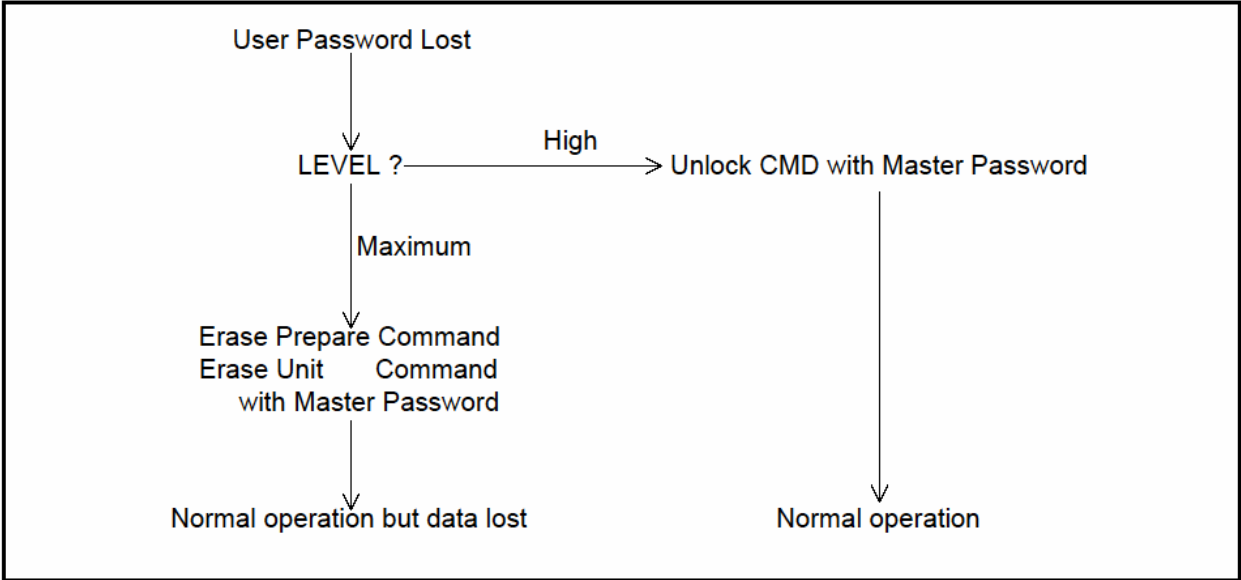 User Password Lost
High
LEVEL ?
Unlock CMD with Master Password
Maximum
Erase Prepare Command
Erase Unit Command
with Master Password
Normal operation but data lost
Normal operation